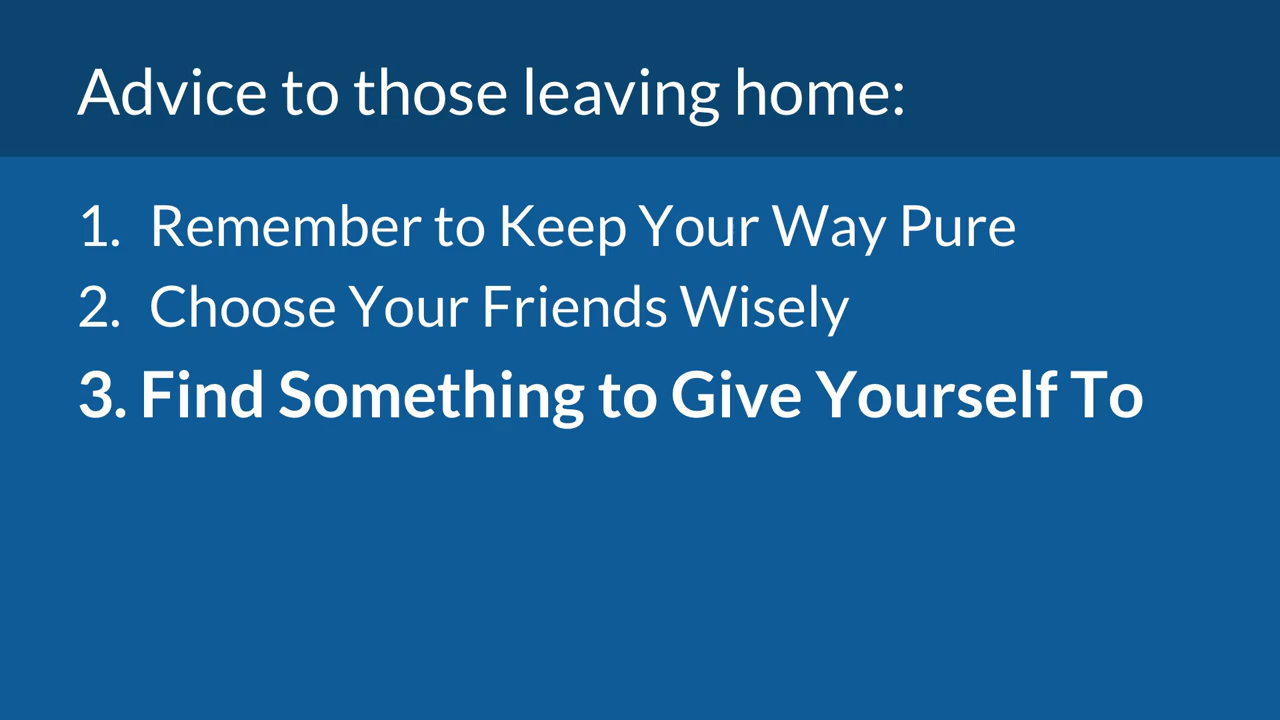 Advice to those leaving home:
1. Remember to Keep Your Way Pure
2. Choose Your Friends Wisely
3. Find Something to Give Yourself To